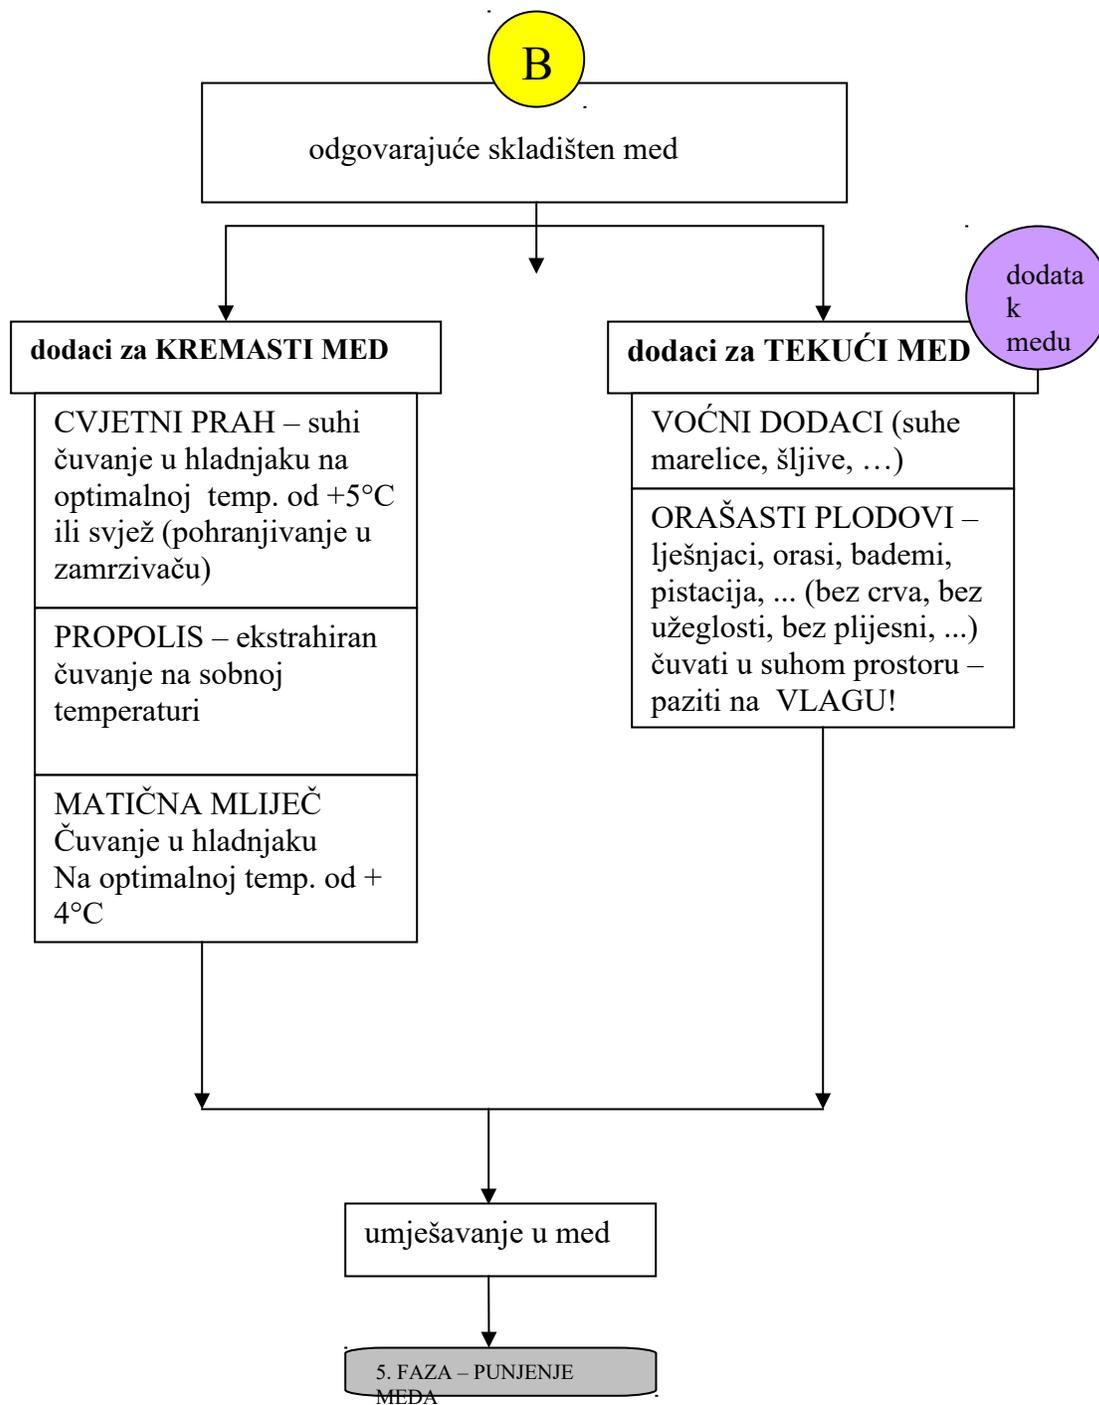 B
odgovarajuće skladišten med
dodata
k
medu
dodaci za KREMASTI MED
CVJETNI PRAH – suhi
čuvanje u hladnjaku na
optimalnoj temp. od +5°C
ili svjež (pohranjivanje u
zamrzivaču)
PROPOLIS – ekstrahiran
čuvanje na sobnoj
temperaturi
MATIČNA MLIJEČ
Čuvanje u hladnjaku
Na optimalnoj temp. od +
4°C
dodaci za TEKUĆI MED
VOĆNI DODACI (suhe
marelice, šljive, …)
ORAŠASTI PLODOVI –
lješnjaci, orasi, bademi,
pistacija, ... (bez crva, bez
užeglosti, bez plijesni, ...)
čuvati u suhom prostoru –
paziti na VLAGU!
umješavanje u med
5. FAZA – PUNJENJE
MEDA